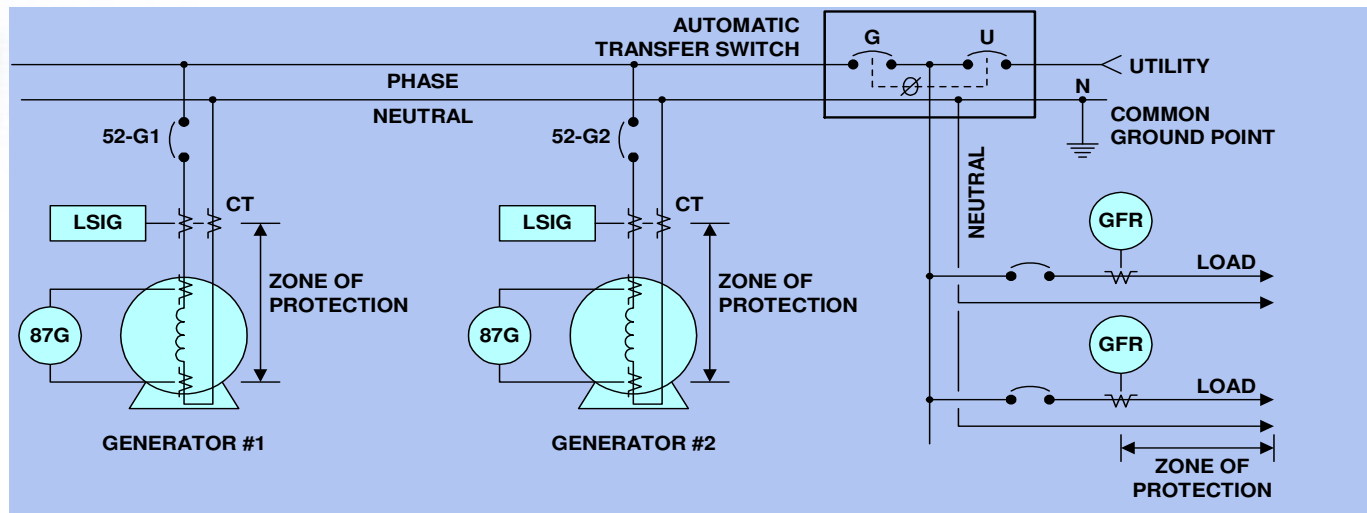 AUTOMATIC
TRANSFER SWITCH
G
U
PHASE
UTILITY
NEUTRAL
N
COMMON
GROUND POINT
52-G1
52-G2
NEUTRAL
CT
CT
LSIG
LSIG
GFR
LOAD
ZONE OF
PROTECTION
ZONE OF
PROTECTION
87G
87G
GFR
LOAD
GENERATOR #1
GENERATOR #2
ZONE OF
PROTECTION